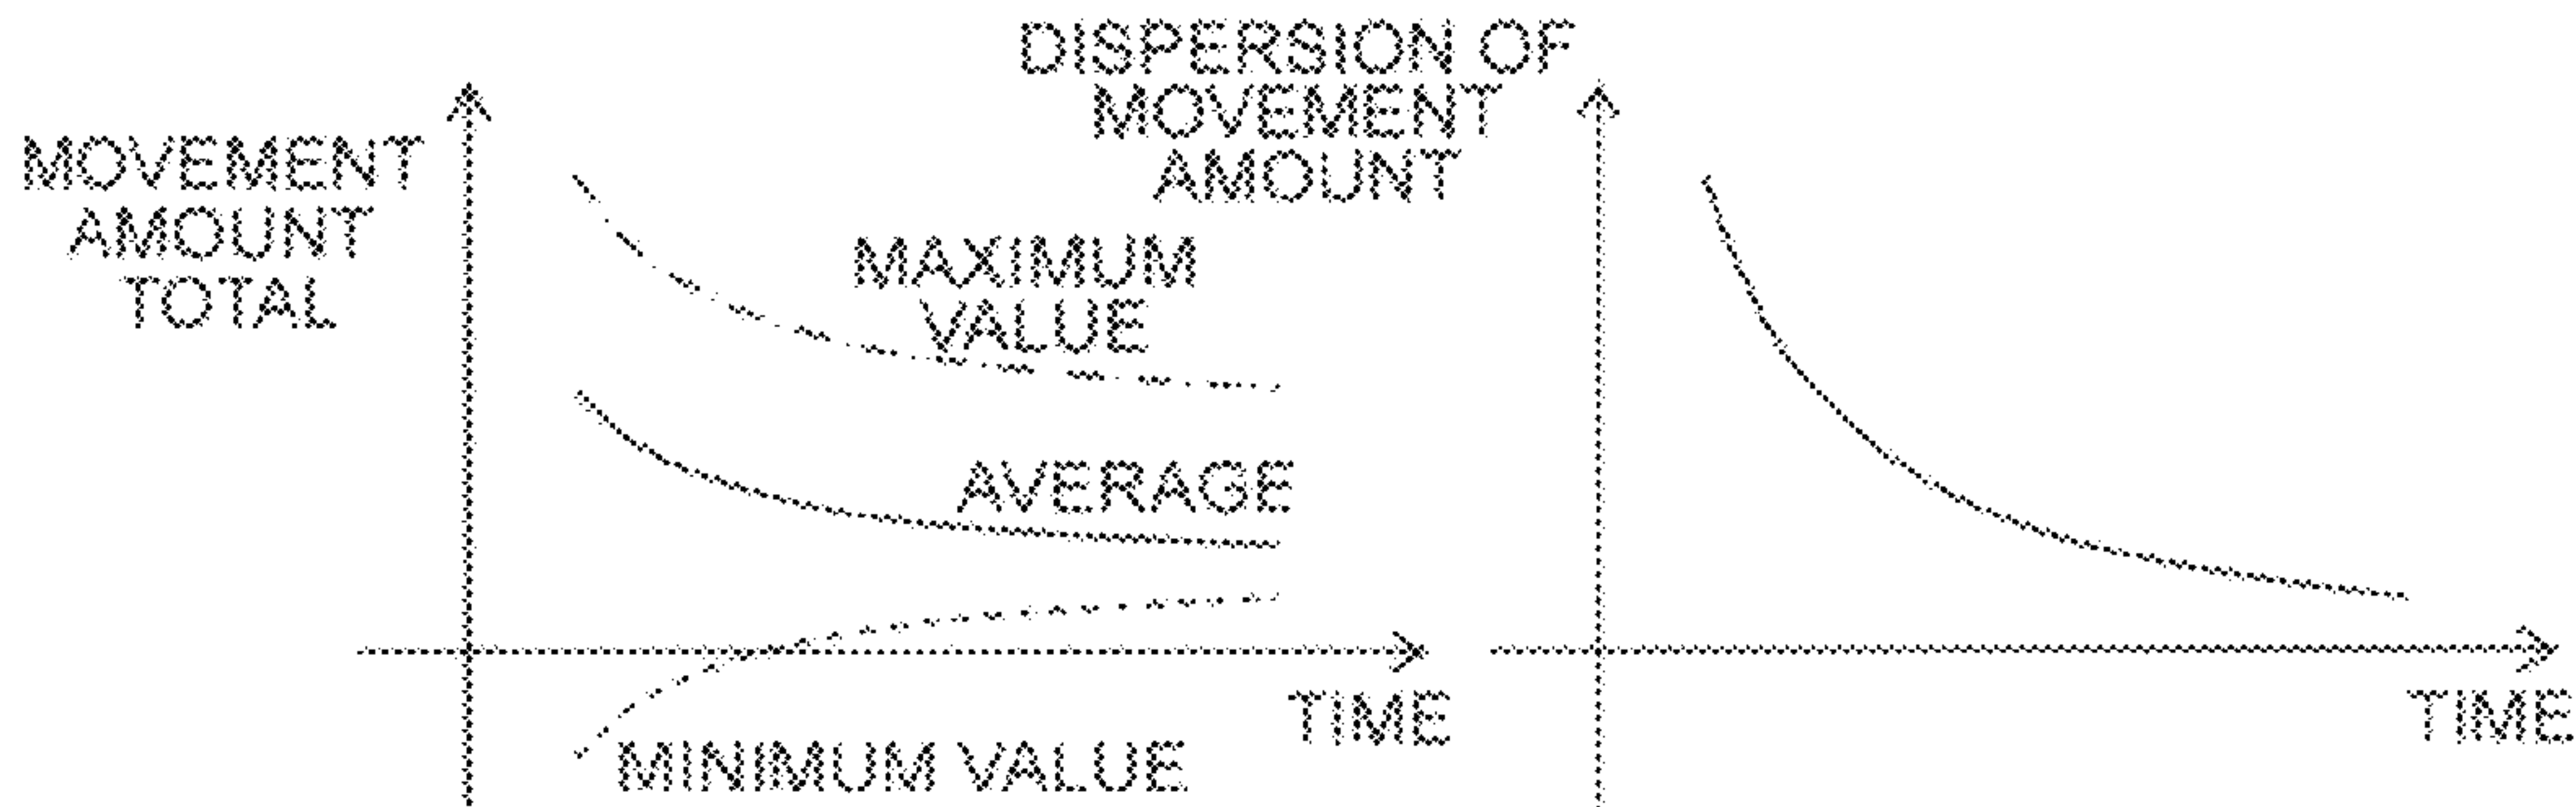 MOVEMENT
AMOUNT
TOTAL
MAXIMUM
VALUE
AVERAGE
MINIMUM VALUE
TIME
DISPERSION OF
MOVEMENT
AMOUNT
TIME